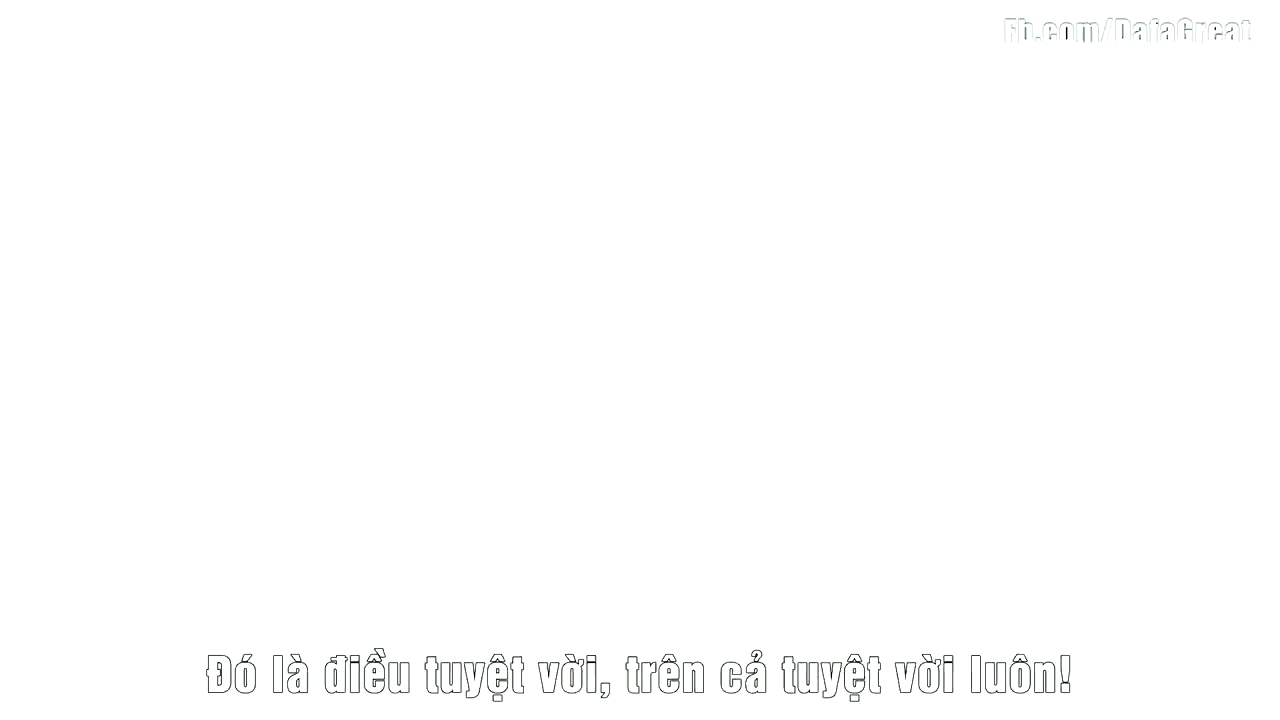 Fb.com/DafaGreat
Đó là điều tuyệt vời, trên cả tuyệt vời luôn!